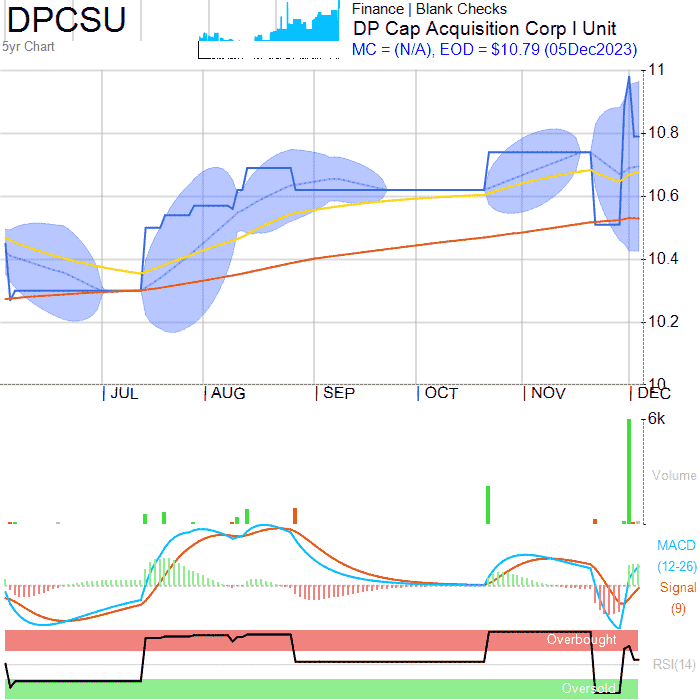 DPCSU
5yr Chart
Finance | Blank Checks
DP Cap Acquisition Corp I Unit
MC = (N/A), EOD = $10.79 (05Dec2023)
11
10.8
10.6
10.4
10.2
10
JUL AUG SEP OCT NOV DEC
6k
Volume
MACD
(12-26)
Signal
(9)
Overbought
RSI(14)
Oversold